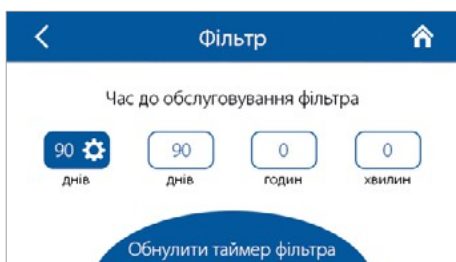 Фільтр
Час до обслуговування фільтра
90 90 0 0
днів днів годин хвилин
Обнулити таймер фільтра